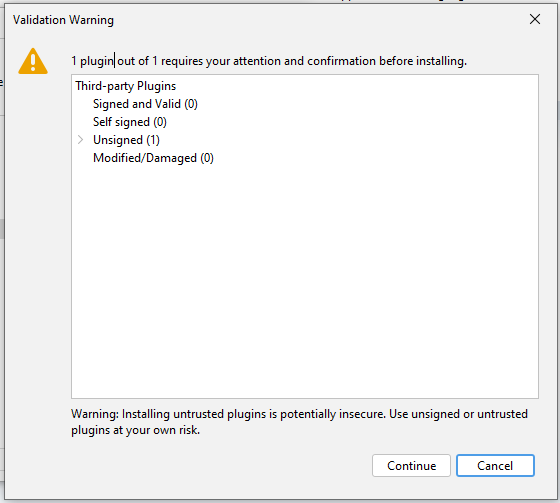 Validation Warning
1 plugin out of 1 requires your attention and confirmation before installing.
Third-party Plugins
Signed and Valid (0)
Self signed (0)
Unsigned (1)
Modified/Damaged (0)
Warning: Installing untrusted plugins is potentially insecure. Use unsigned or untrusted
plugins at your own risk.
Continue
Cancel